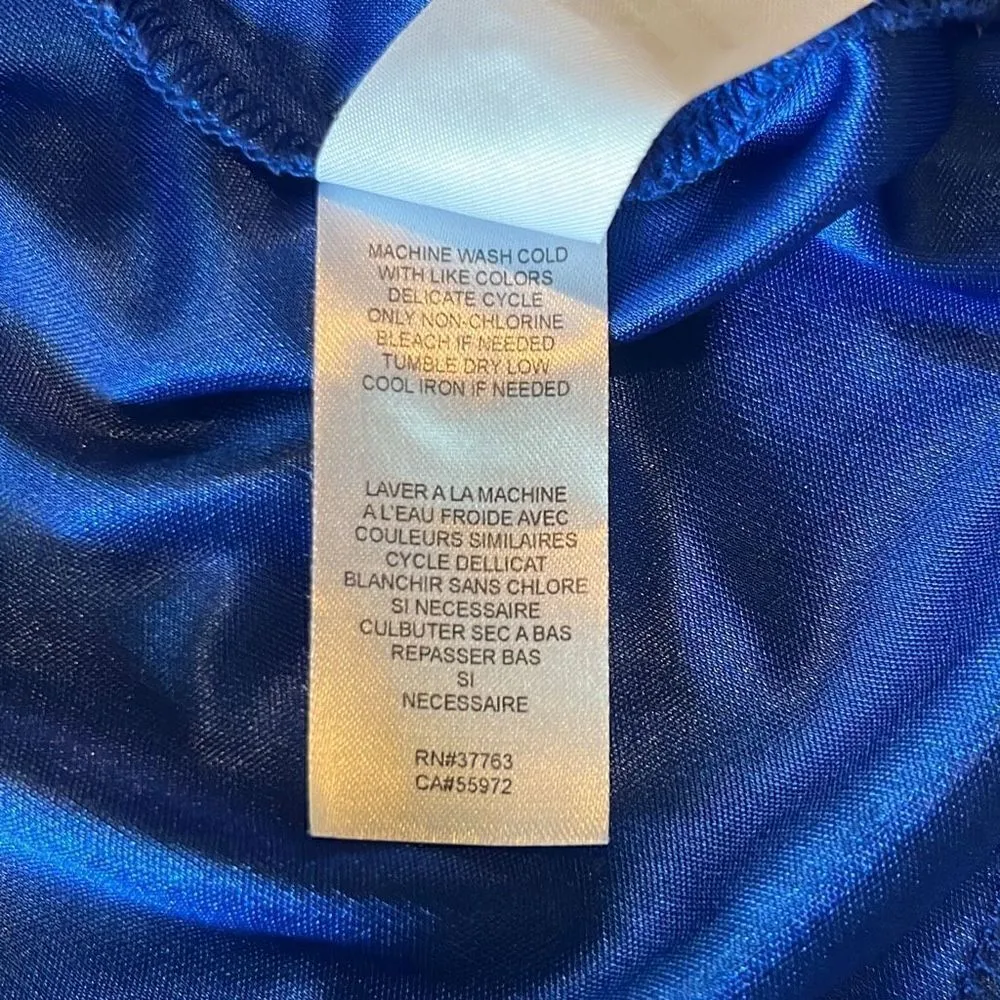 MACHINE WASH COLD
WITH LIKE COLORS
DELICATE CYCLE
ONLY NON-CHLORINE
BLEACH IF NEEDED
TUMBLE DRY LOW
COOL IRON IF NEEDED
LAVER A LA MACHINE
A L'EAU FROIDE AVEC
COULEURS SIMILAIRES
CYCLE DELLICAT
BLANCHIR SANS CHLORE
SI NECESSAIRE
CULBUTER SEC A BAS
REPASSER BAS
SI
NECESSAIRE
RN#37763
CA#55972